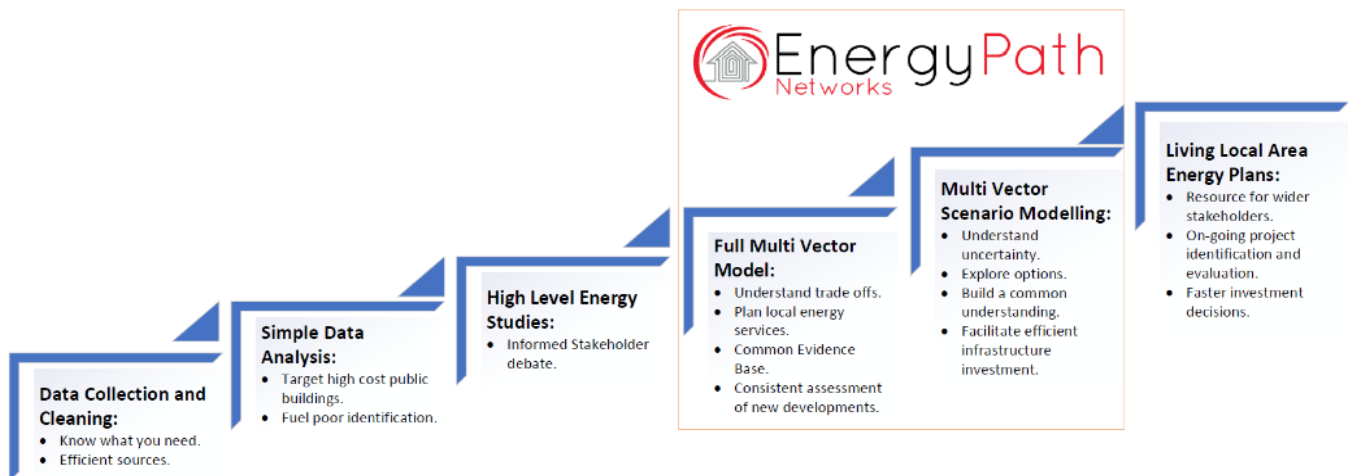 EnergyPath
Networks
Data Collection and
Cleaning:
• Know what you need.
• Efficient sources.
Simple Data
Analysis:
• Target high cost public
buildings.
• Fuel poor identification.
High Level Energy
Studies:
• Informed Stakeholder
debate.
Full Multi Vector
Model:
• Understand trade offs.
• Plan local energy
services.
• Common Evidence
Base.
• Consistent assessment
of new developments.
Multi Vector
Scenario Modelling:
• Understand
uncertainty.
• Explore options.
• Build a common
understanding.
• Facilitate efficient
infrastructure
investment.
Living Local Area
Energy Plans:
• Resource for wider
stakeholders.
• On-going project
identification and
evaluation.
• Faster investment
decisions.